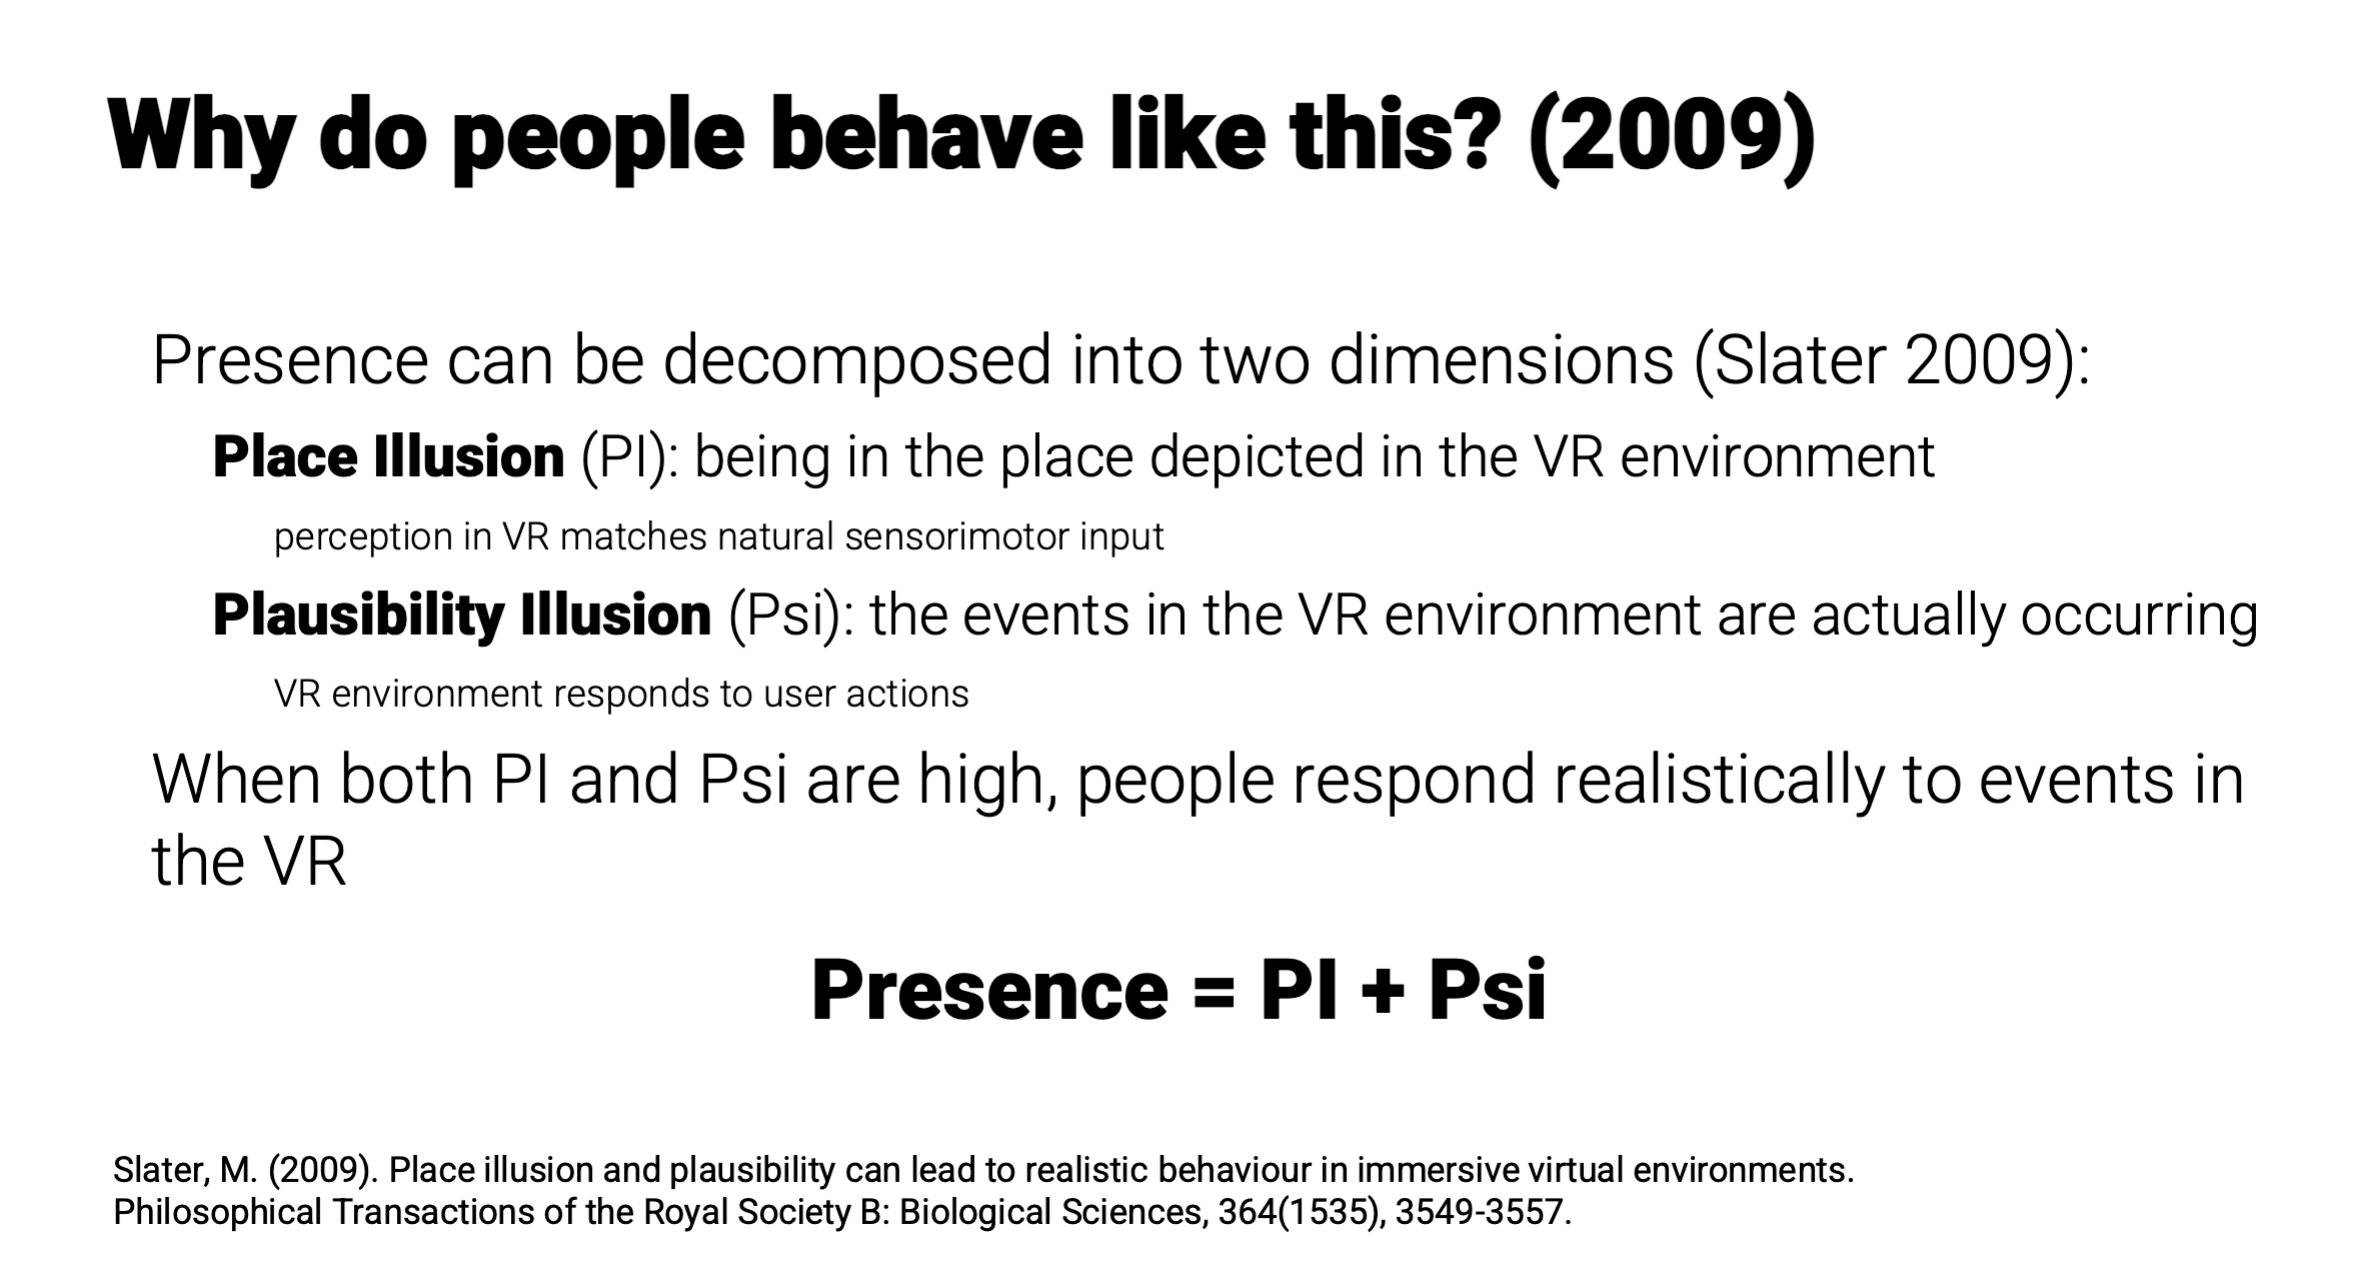 Why do people behave like this? (2009)
Presence can be decomposed into two dimensions (Slater 2009):
Place Illusion (PI): being in the place depicted in the VR environment
perception in VR matches natural sensorimotor input
Plausibility Illusion (Psi): the events in the VR environment are actually occurring
VR environment responds to user actions
When both PI and Psi are high, people respond realistically to events in
the VR
Presence = PI + Psi
Slater, M. (2009). Place illusion and plausibility can lead to realistic behaviour in immersive virtual environments.
Philosophical Transactions of the Royal Society B: Biological Sciences, 364(1535), 3549-3557.